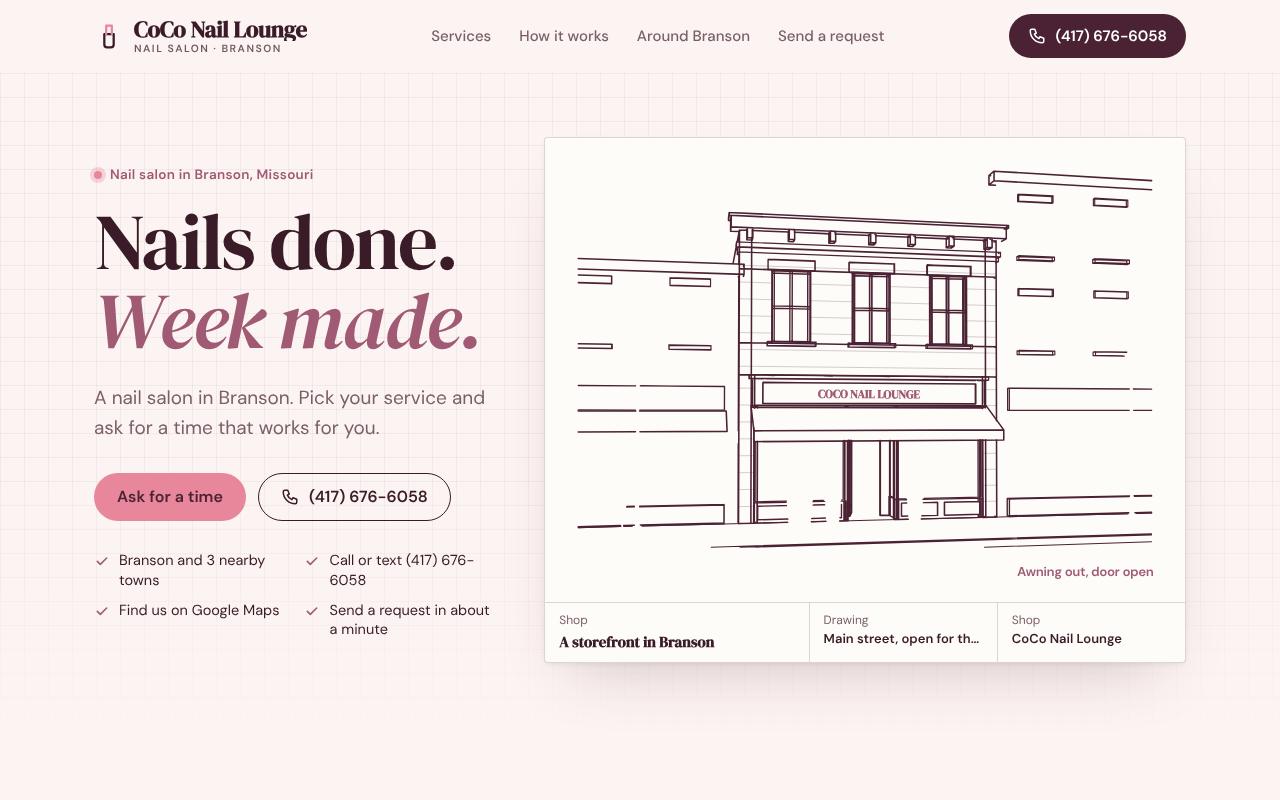 CoCo Nail Lounge
NAIL SALON · BRANSON
Services
How it works
Around Branson
Send a request
(417) 676-6058
Nail salon in Branson, Missouri
Nails done.
Week made.
A nail salon in Branson. Pick your service and
ask for a time that works for you.
Ask for a time
(417) 676-6058
Branson and 3 nearby
towns
Call or text (417) 676-
6058
Find us on Google Maps
Send a request in about
a minute
COCO NAIL LOUNGE
Awning out, door open
Shop
A storefront in Branson
Drawing
Main street, open for th...
Shop
CoCo Nail Lounge